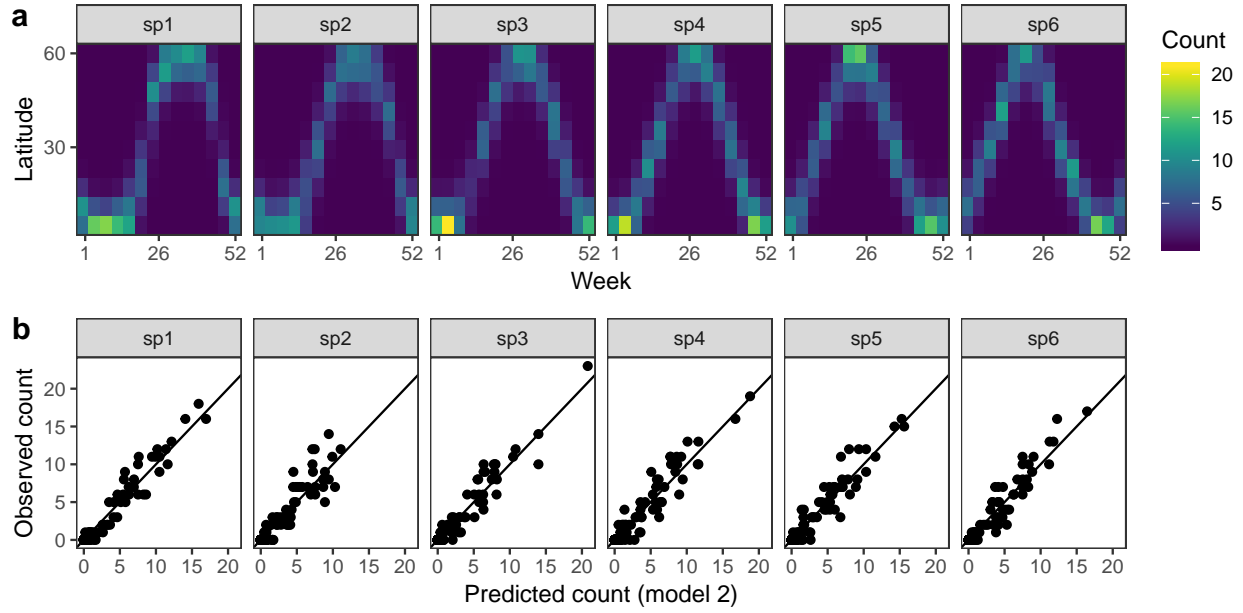 a
sp1 sp2 sp3 sp4 sp5 sp6
Latitude
60
30
1 26 52 1 26 52 1 26 52 1 26 52 1 26 52 1 26 52
Week
Count
20
15
10
5
b
sp1 sp2 sp3 sp4 sp5 sp6
Observed count
20
15
10
5
0
0 5 10 15 20 0 5 10 15 20 0 5 10 15 20 0 5 10 15 20 0 5 10 15 20 0 5 10 15 20
Predicted count (model 2)